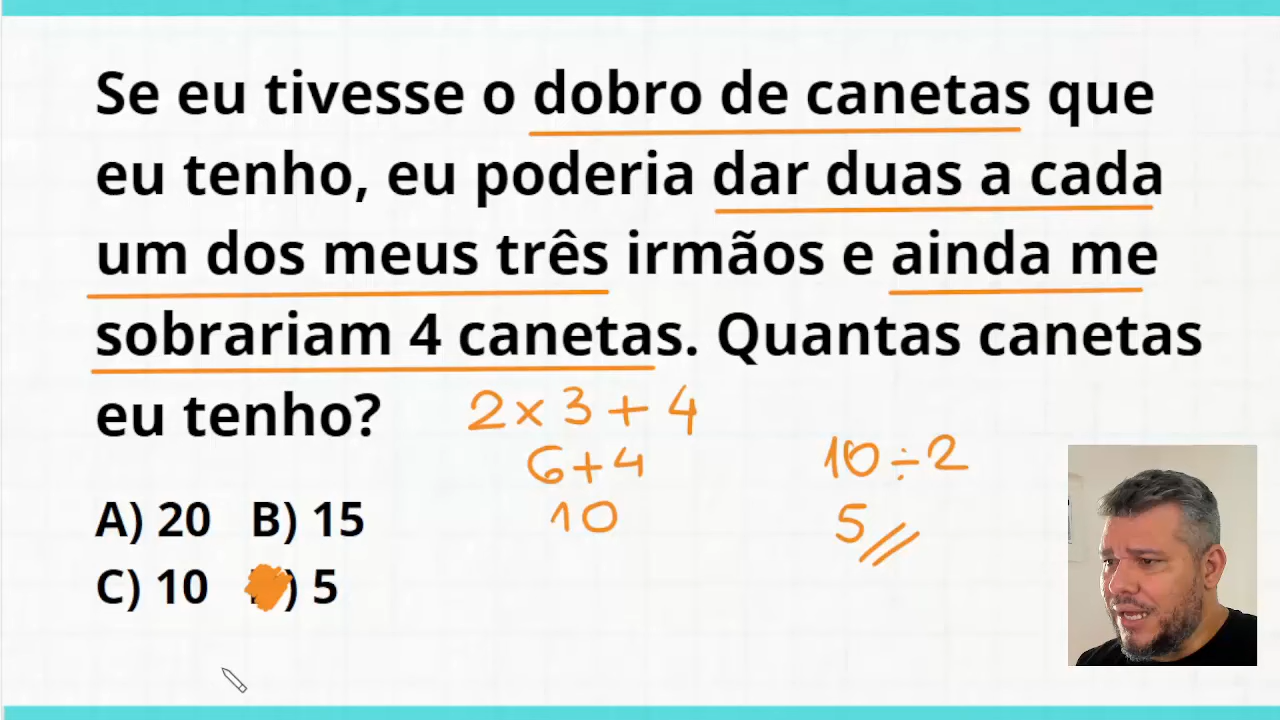 Se eu tivesse o dobro de canetas que
eu tenho, eu poderia dar duas a cada
um dos meus três irmãos e ainda me
sobrariam 4 canetas. Quantas canetas
eu tenho?
2 x 3 + 4
6 + 4
10
10 ÷ 2
5
A) 20 B) 15
C) 10 ) 5